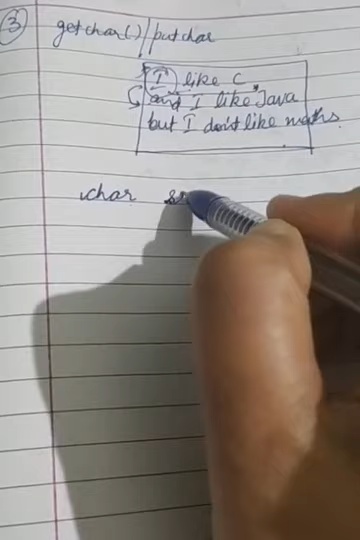 3 getchar()/putchar
I like C
and I like Java
but I don't like maths
char